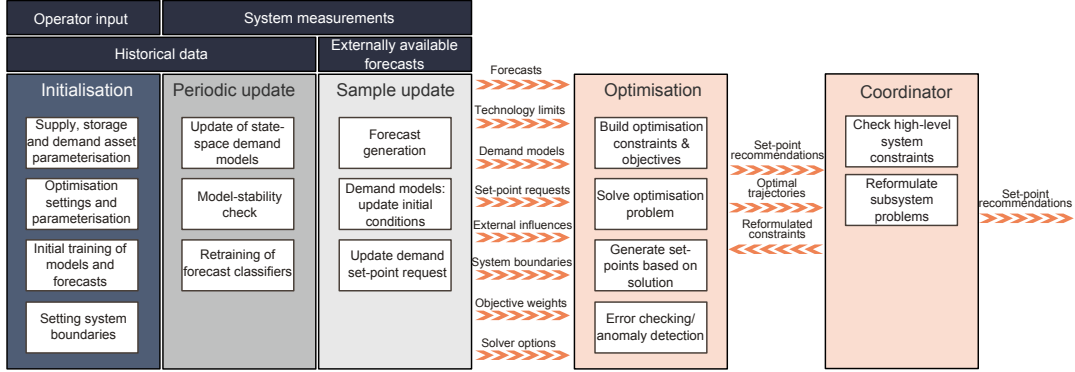 Operator input
System measurements
Historical data
Externally available
forecasts
Initialisation
Supply, storage
and demand asset
parameterisation
Optimisation
settings and
parameterisation
Initial training of
models and
forecasts
Setting system
boundaries
Periodic update
Update of state-
space demand
models
Model-stability
check
Retraining of
forecast classifiers
Sample update
Forecast
generation
Demand models:
update initial
conditions
Update demand
set-point request
Forecasts
Technology limits
Demand models
Set-point requests
External influences
System boundaries
Objective weights
Solver options
Optimisation
Build optimisation
constraints &
objectives
Solve optimisation
problem
Generate set-
points based on
solution
Error checking/
anomaly detection
Set-point
recommendations
Optimal
trajectories
Reformulated
constraints
Coordinator
Check high-level
system
constraints
Reformulate
subsystem
problems
Set-point
recommendations